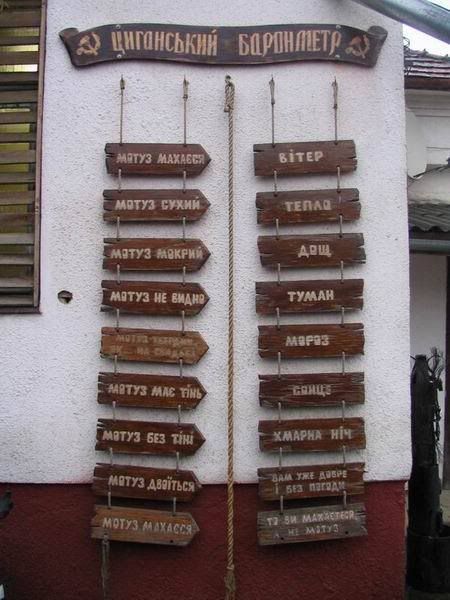 ЦИГАНСЬКИЙ БАРОНМЕТР
МОТУЗ МАХАЄСЯ
ВІТЕР
МОТУЗ СУХИЙ
ТЕПЛО
МОТУЗ МОКРИЙ
ДОЩ
МОТУЗ НЕ ВИДНО
ТУМАН
МОТУЗ
МОРОЗ
МОТУЗ МАЄ ТІНЬ
СОНЦЕ
МОТУЗ БЕЗ ТІНІ
ХМАРНА НІЧ
МОТУЗ ДВОЇТЬСЯ
ВАМ УЖЕ ДОБРЕ
І БЕЗ ПОГОДИ
МОТУЗ МАХАЄСЯ
ТО ВИ МАХАЄТЕСЯ
А НЕ МОТУЗ